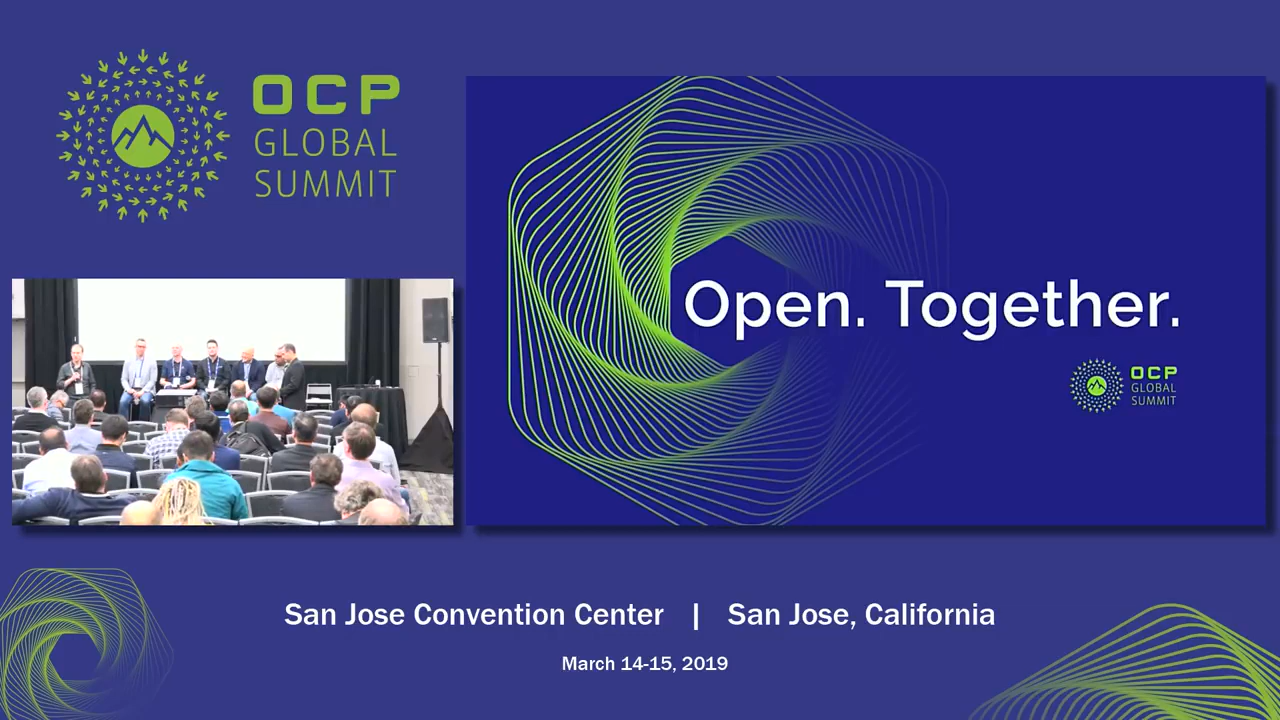 OCP
GLOBAL
SUMMIT
Open. Together.
OCP
GLOBAL
SUMMIT
San Jose Convention Center | San Jose, California
March 14-15, 2019